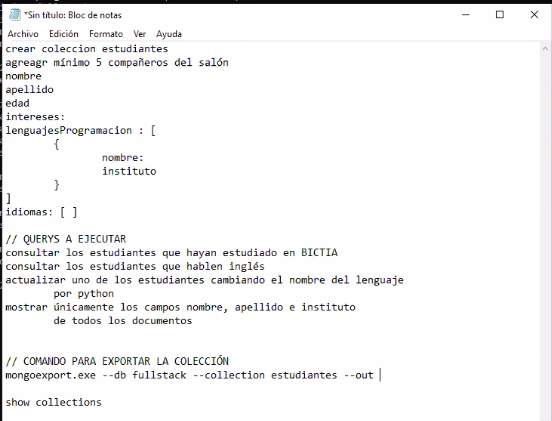 *Sin título: Bloc de notas
Archivo Edición Formato Ver Ayuda
crear coleccion estudiantes
agreagr mínimo 5 compañeros del salón
nombre
apellido
edad
intereses:
lenguajesProgramacion : [
{
nombre:
instituto
}
]
idiomas: [ ]
// QUERYS A EJECUTAR
consultar los estudiantes que hayan estudiado en BICTIA
consultar los estudiantes que hablen inglés
actualizar uno de los estudiantes cambiando el nombre del lenguaje
por python
mostrar únicamente los campos nombre, apellido e instituto
de todos los documentos
// COMANDO PARA EXPORTAR LA COLECCIÓN
mongoexport.exe --db fullstack --collection estudiantes --out
show collections